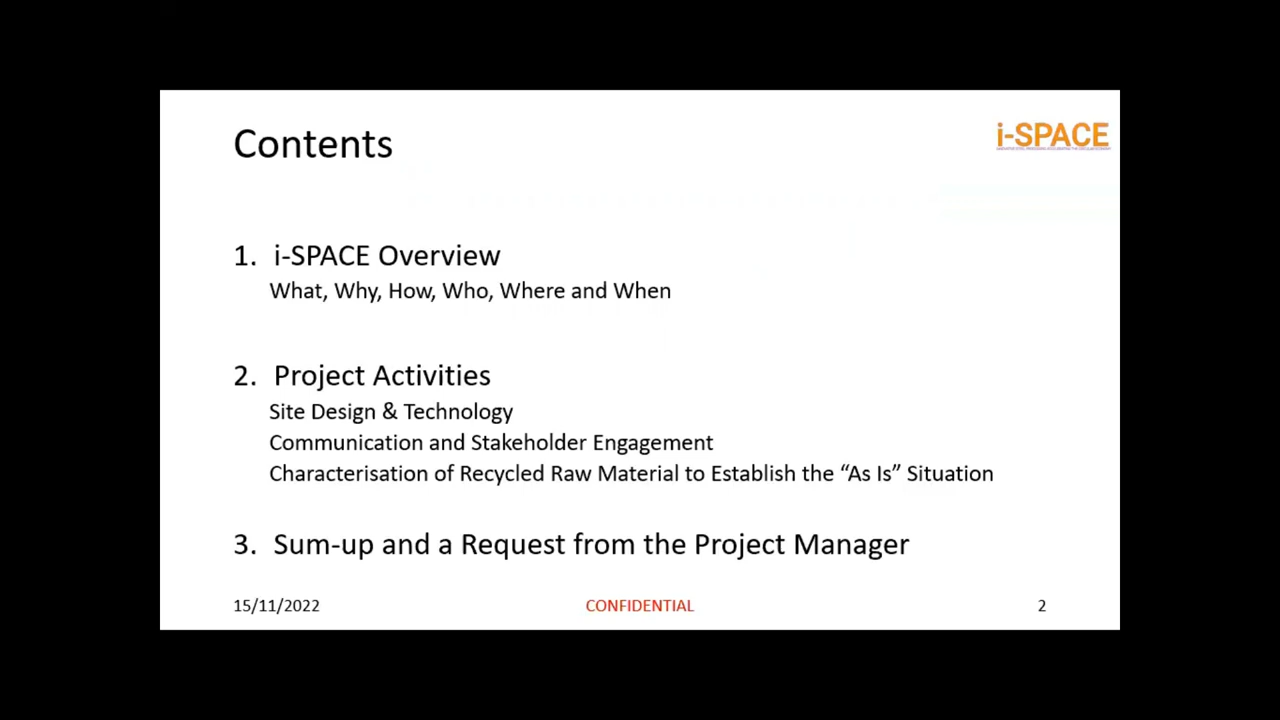 Contents
i-SPACE
1. i-SPACE Overview
What, Why, How, Who, Where and When
2. Project Activities
Site Design & Technology
Communication and Stakeholder Engagement
Characterisation of Recycled Raw Material to Establish the “As Is” Situation
3. Sum-up and a Request from the Project Manager
15/11/2022
CONFIDENTIAL
2